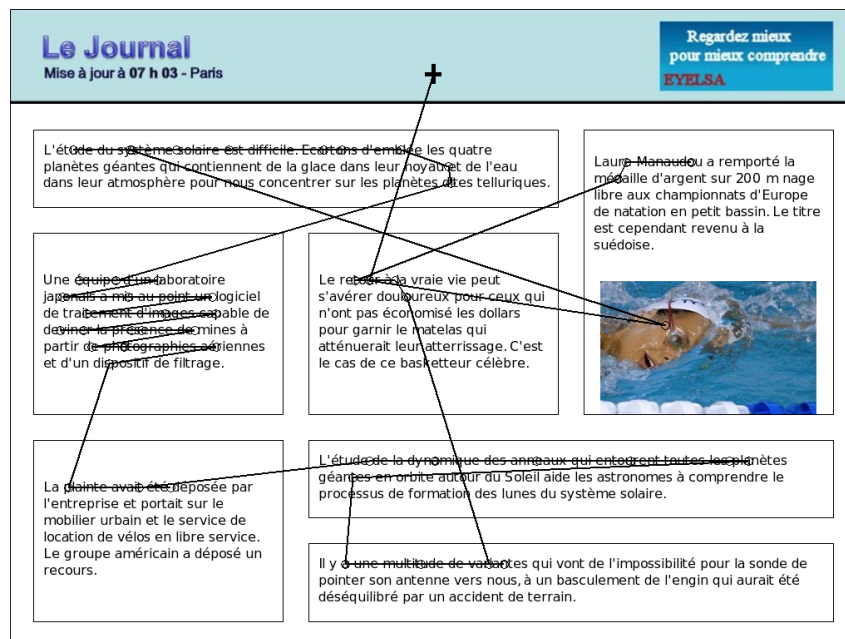 Le Journal
Mise à jour à 07 h 03 - Paris
Regardez mieux
pour mieux comprendre
EYELSA
L'étude du système solaire est difficile. Ecartons d'emblée les quatre
planètes géantes qui contiennent de la glace dans leur noyau et de l'eau
dans leur atmosphère pour nous concentrer sur les planètes dites telluriques.
Laure Manaudou a remporté la
médaille d'argent sur 200 m nage
libre aux championnats d'Europe
de natation en petit bassin. Le titre
est cependant revenu à la
suédoise.
Une équipe d'un laboratoire
japonais a mis au point un logiciel
de traitement d'images capable de
deviner la présence de mines à
partir de photographies aériennes
et d'un dispositif de filtrage.
Le retour à la vraie vie peut
s'avérer douloureux pour ceux qui
n'ont pas économisé les dollars
pour garnir le matelas qui
atténuerait leur atterrissage. C'est
le cas de ce basketteur célèbre.
La plainte avait été déposée par
l'entreprise et portait sur le
mobilier urbain et le service de
location de vélos en libre service.
Le groupe américain a déposé un
recours.
L'étude de la dynamique des anneaux qui entourent toutes les planètes
géantes en orbite autour du Soleil aide les astronomes à comprendre le
processus de formation des lunes du système solaire.
Il y a une multitude de variantes qui vont de l'impossibilité pour la sonde de
pointer son antenne vers nous, à un basculement de l'engin qui aurait été
déséquilibré par un accident de terrain.